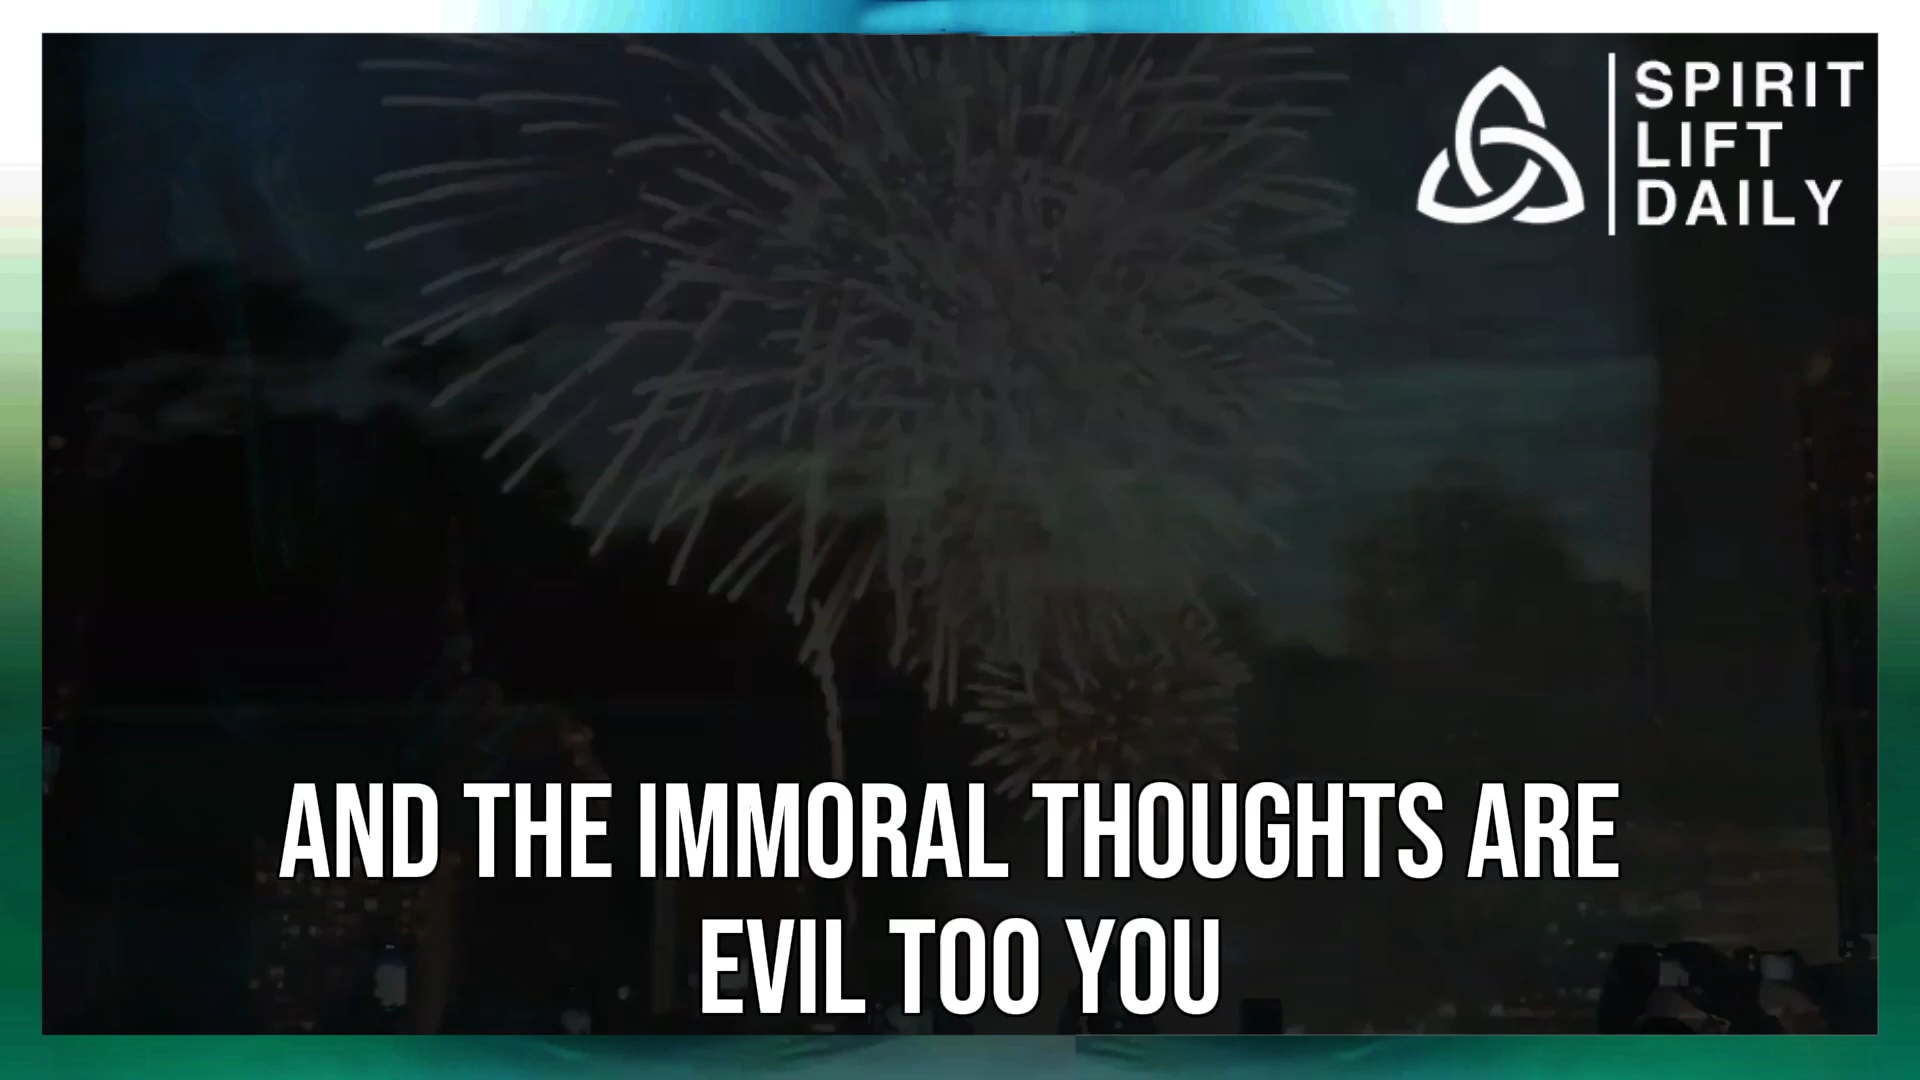 SPIRIT
LIFT
DAILY
AND THE IMMORAL THOUGHTS ARE
EVIL TOO YOU